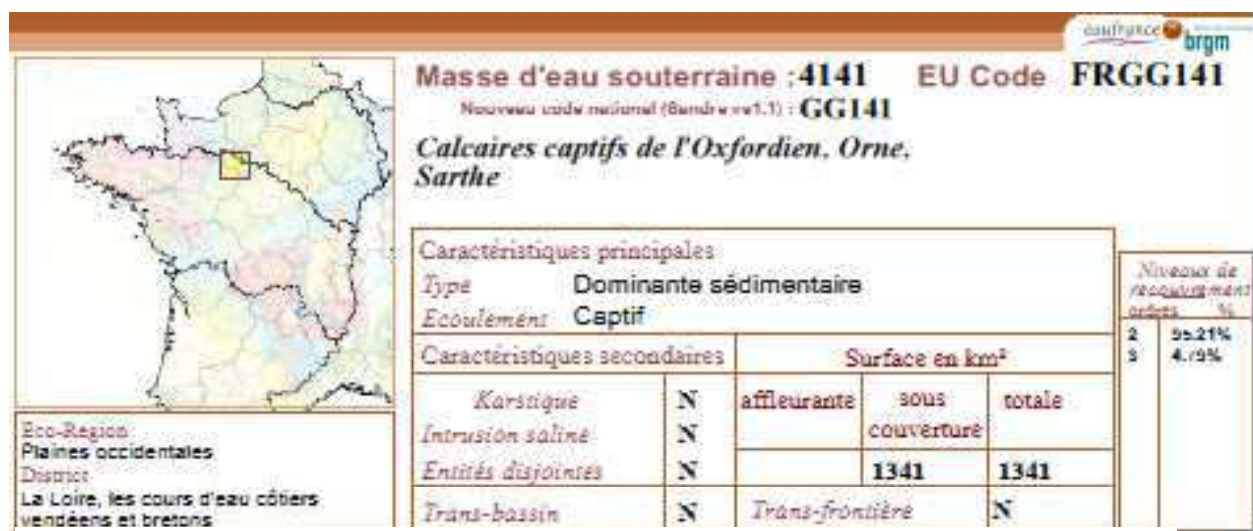 eaufrance brgm
Masse d'eau souterraine :4141 EU Code FRGG141
Nouveau code national (Sandre ve1.1) : GG141
Calcaires captifs de l'Oxfordien, Orne,
Sarthe
Caractéristiques principales
Type Dominante sédimentaire
Ecoulement Captif
Caractéristiques secondaires Surface en km²
Karstique N affleurante sous totale
couverture
Intrusion saline N
Entités disjointes N 1341 1341
Trans-bassin N Trans-frontière N
Niveaux de
recouvrement
ordres %
2 95.21%
3 4.79%
Eco-Region
Plaines occidentales
District
La Loire, les cours d'eau côtiers
vendéens et bretons